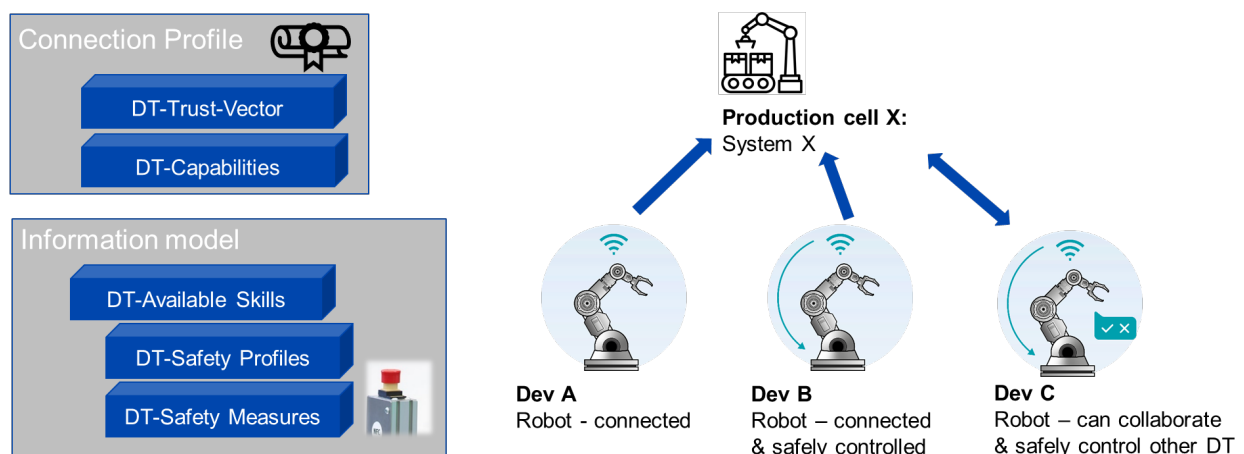 Connection Profile
DT-Trust-Vector
DT-Capabilities
Information model
DT-Available Skills
DT-Safety Profiles
DT-Safety Measures
Production cell X:
System X
Dev A
Robot - connected
Dev B
Robot – connected
& safely controlled
Dev C
Robot – can collaborate
& safely control other DT